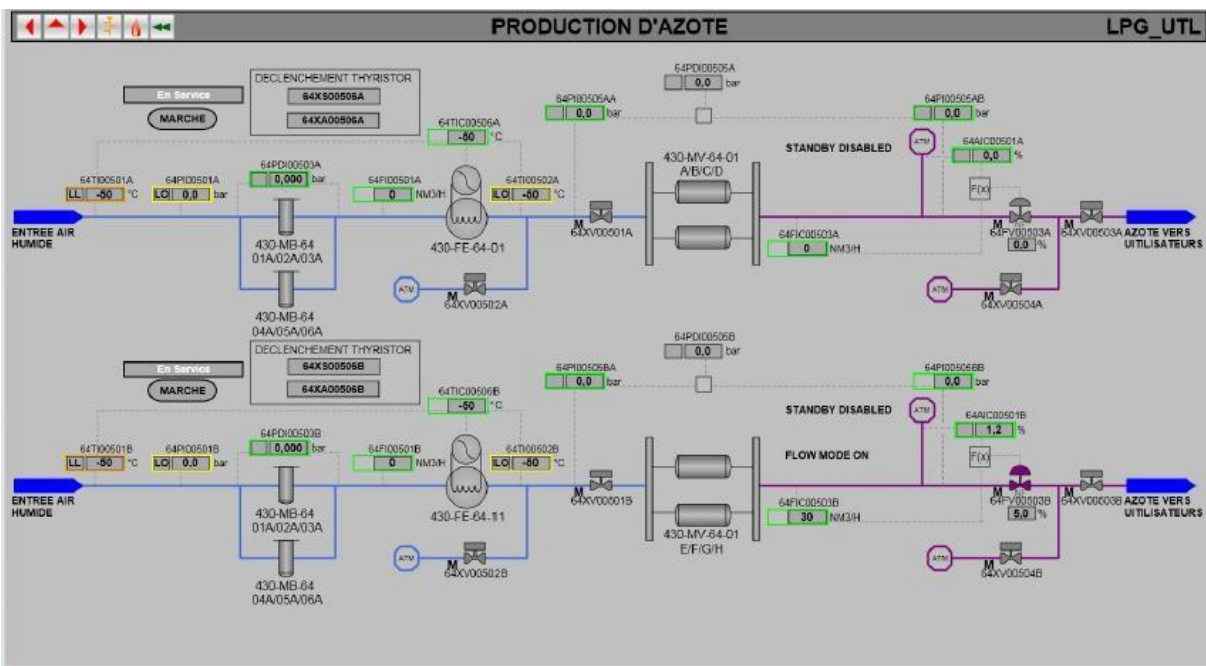 PRODUCTION D'AZOTE
LPG_UTL
En Service
MARCHE
DECLENCHEMENT THYRISTOR
64XS00506A
64XA00506A
64PDI00506A
0,0 bar
64PI00505AA
0,0 bar
64PI00505AB
0,0 bar
64TIC00506A
-50 °C
STANDBY DISABLED
ATM
64AIC00501A
0,0 %
430-MV-64-01
A/B/C/D
64PDI00503A
0,000 bar
64TI00501A
LL -50 °C
64PI00501A
LO 0,0 bar
64FI00501A
0 NM3/H
64TI00502A
LO -50 °C
F(x)
ENTREE AIR
HUMIDE
430-MB-64
01A/02A/03A
430-FE-64-01
M
64XV00501A
64FIC00503A
0 NM3/H
M
64FV00503A
0,0 %
M
64XV00503A
AZOTE VERS
UITILISATEURS
ATM
M
64XV00502A
ATM
M
64XV00504A
430-MB-64
04A/05A/06A
En Service
MARCHE
DECLENCHEMENT THYRISTOR
64XS00506B
64XA00506B
64PDI00506B
0,0 bar
64PI00505BA
0,0 bar
64PI00505BB
0,0 bar
64TIC00506B
-50 °C
STANDBY DISABLED
ATM
64AIC00501B
1,2 %
64PDI00503B
0,000 bar
64TI00501B
LL -50 °C
64PI00501B
LO 0,0 bar
64FI00501B
0 NM3/H
64TI00502B
LO -50 °C
FLOW MODE ON
F(x)
ENTREE AIR
HUMIDE
430-MB-64
01A/02A/03A
430-FE-64-11
M
64XV00501B
430-MV-64-01
E/F/G/H
64FIC00503B
30 NM3/H
M
64FV00503B
5,0 %
M
64XV00503B
AZOTE VERS
UITILISATEURS
ATM
M
64XV00502B
ATM
M
64XV00504B
430-MB-64
04A/05A/06A